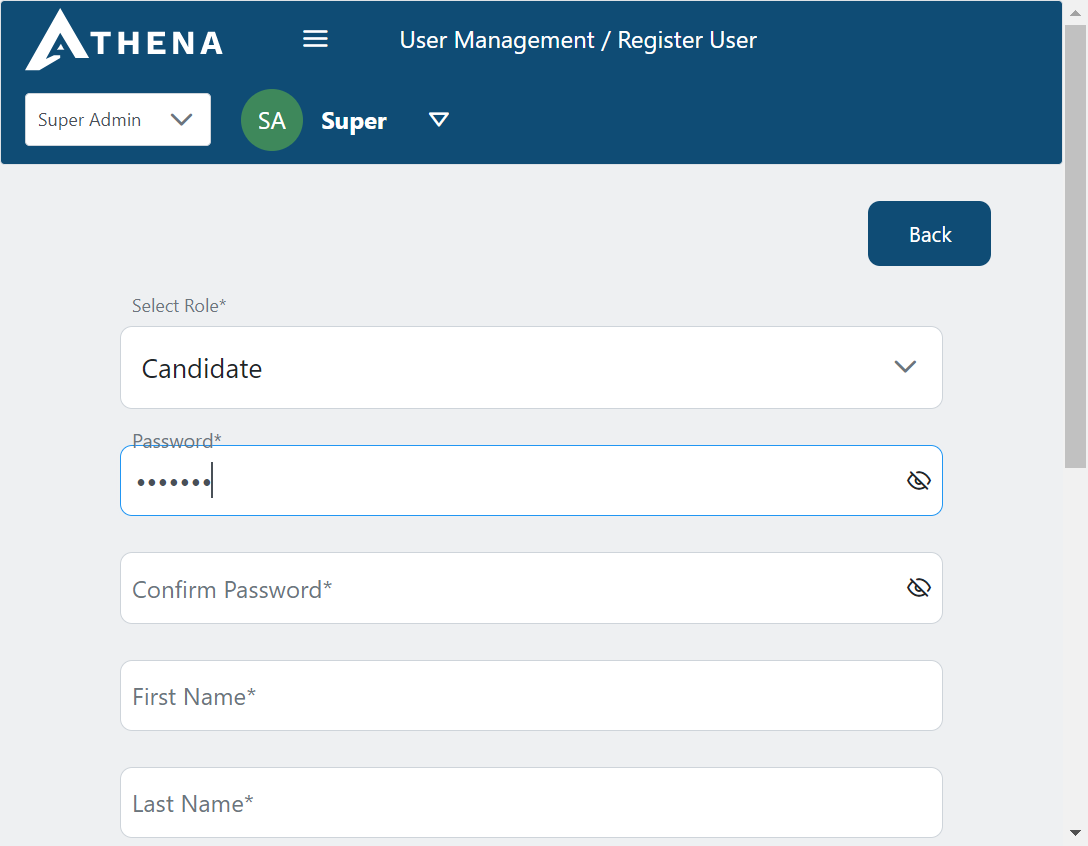 ATHENA
User Management / Register User
Super Admin
SA
Super
Back
Select Role*
Candidate
Password*
•••••••
Confirm Password*
First Name*
Last Name*